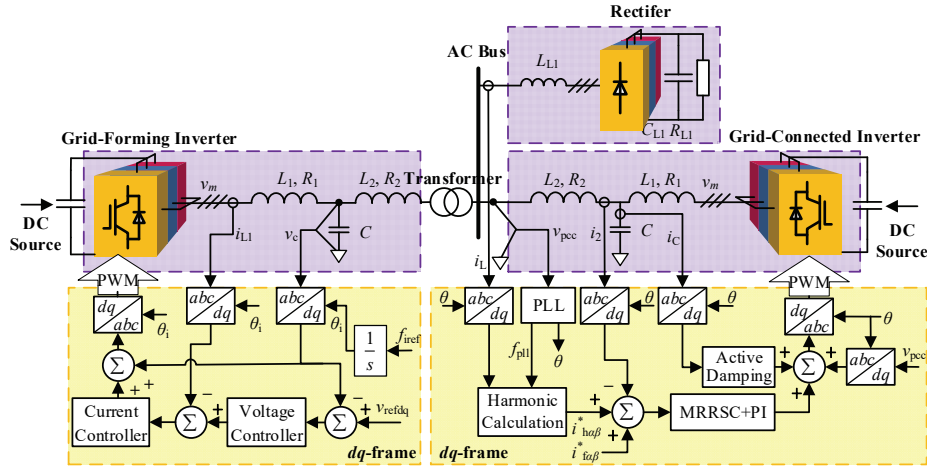 Rectifer
AC Bus
L_L1
C_L1 R_L1
Grid-Forming Inverter
Grid-Connected Inverter
v_m
L_1, R_1
L_2, R_2
Transformer
L_2, R_2
L_1, R_1
v_m
DC
Source
i_L1
v_c
C
v_pcc
i_2
C
i_C
i_L
DC
Source
PWM
PWM
dq
abc
θ_i
abc
dq
θ_i
abc
dq
θ_i
1
s
f_iref
θ
abc
dq
PLL
abc
dq
θ
abc
dq
θ
dq
abc
θ
f_pll
θ
abc
dq
v_pcc
Σ
+
+
+
Active
Damping
+
Σ
+
+
Current
Controller
−
Σ
+
Voltage
Controller
−
Σ
+
v_refdq
Harmonic
Calculation
−
+
Σ
+
MRRSC+PI
i*_hαβ
i*_fαβ
dq-frame
dq-frame